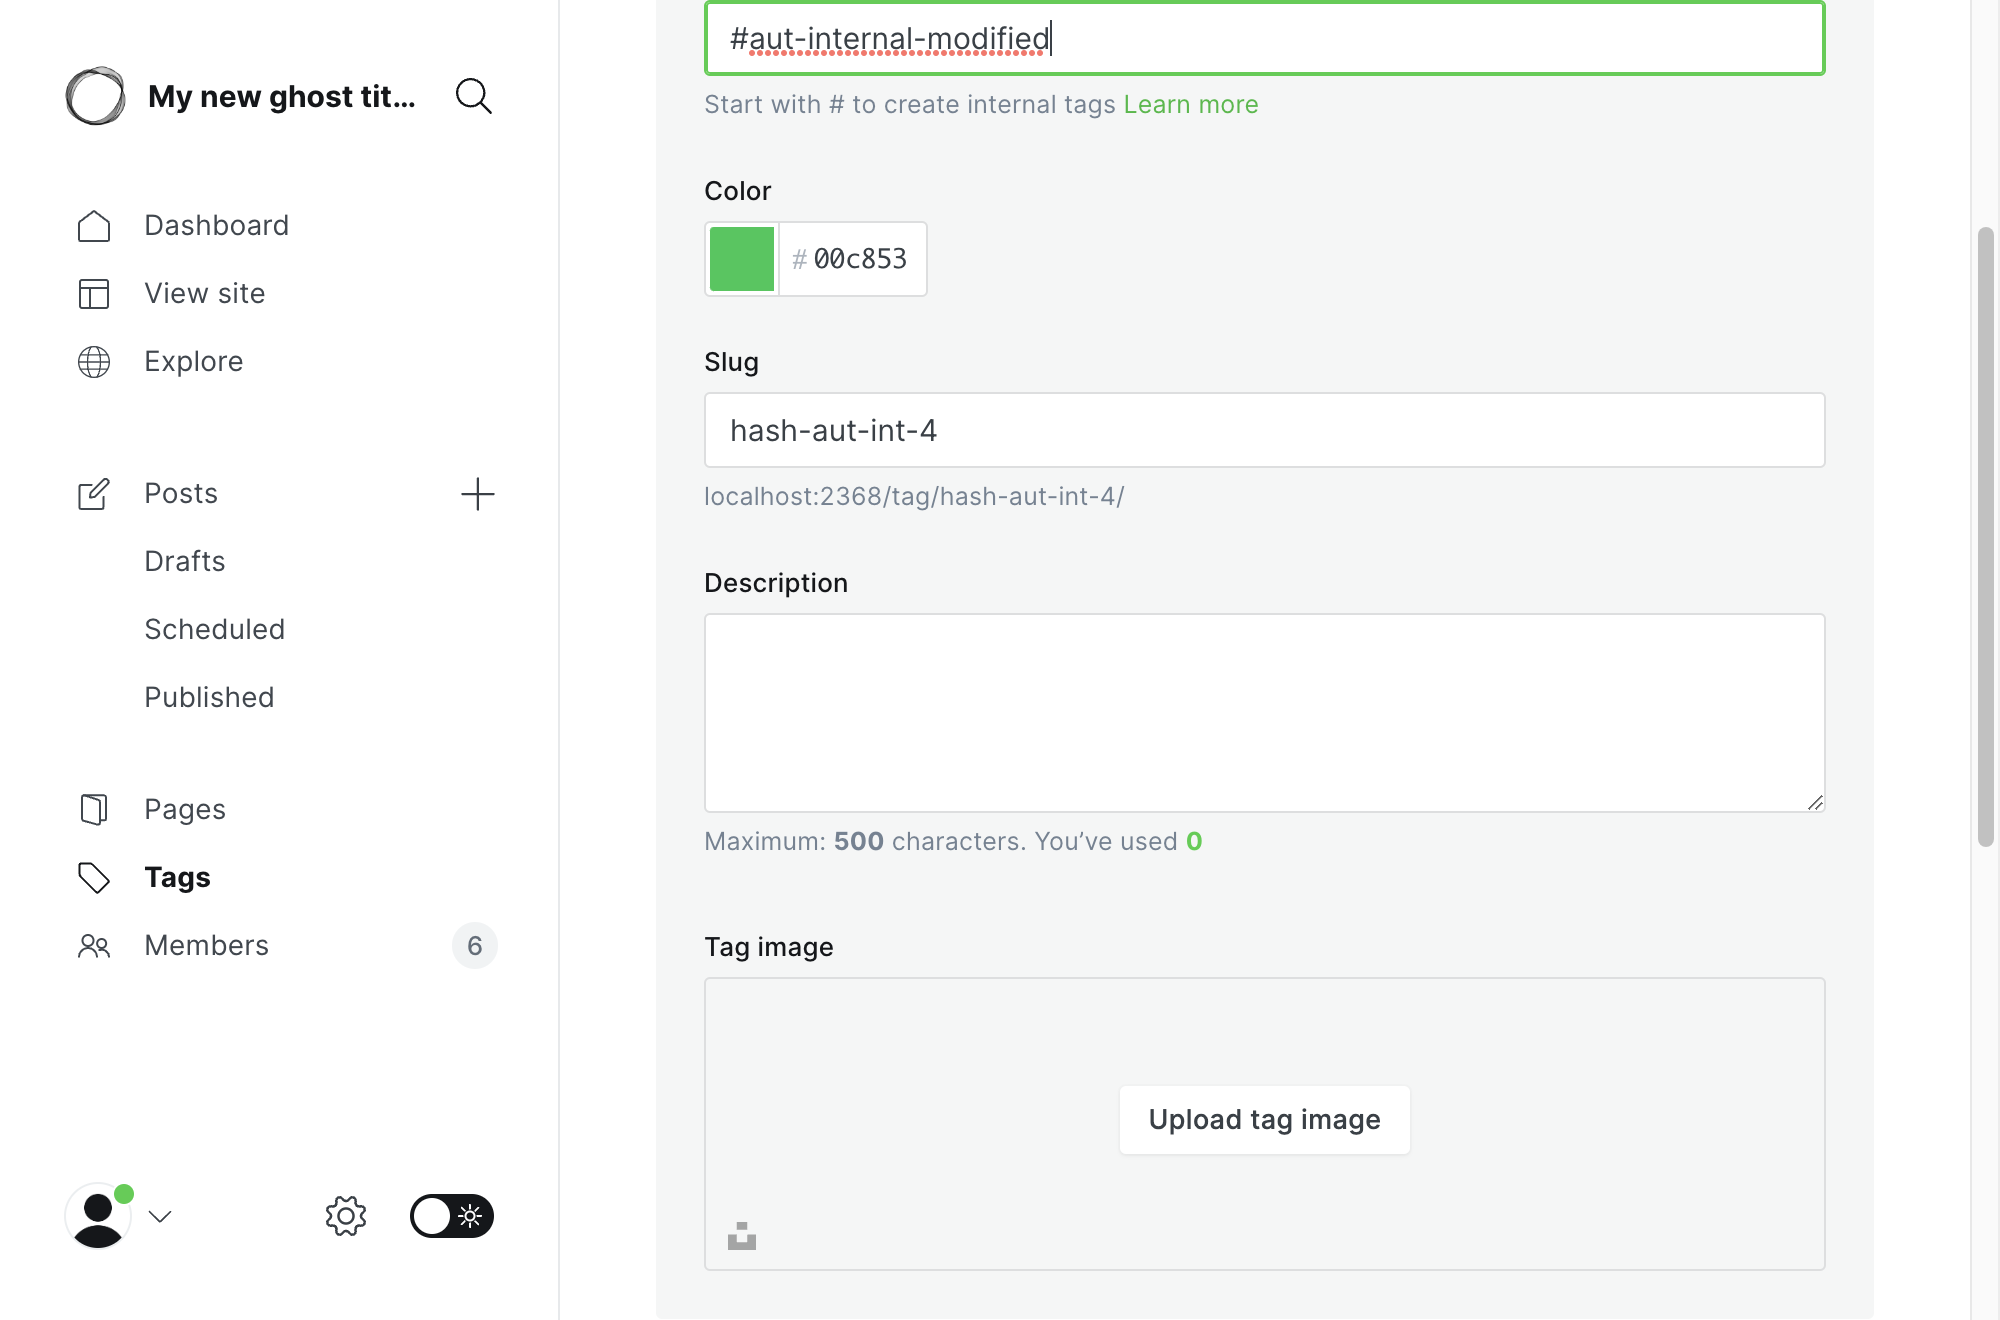 My new ghost tit...
Dashboard
View site
Explore
Posts
Drafts
Scheduled
Published
Pages
Tags
Members
6
#aut-internal-modified
Start with # to create internal tags Learn more
Color
# 00c853
Slug
hash-aut-int-4
localhost:2368/tag/hash-aut-int-4/
Description
Maximum: 500 characters. You’ve used 0
Tag image
Upload tag image